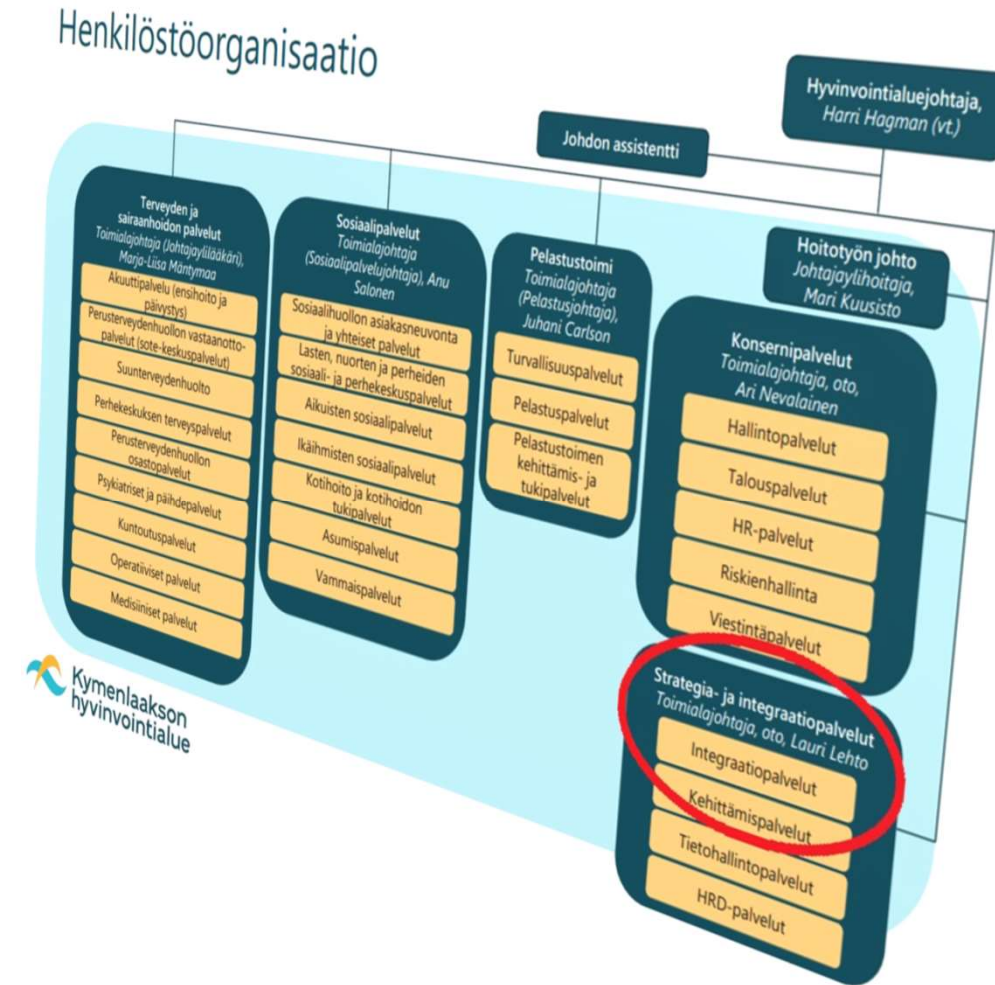 Henkilöstöorganisaatio
Hyvinvointialuejohtaja,
Harri Hagman (vt.)
Johdon assistentti
Terveyden ja
sairaanhoidon palvelut
Toimialajohtaja (Johtajaylilääkäri),
Marja-Liisa Mäntymaa
Akuuttipalvelu (ensihoito ja
päivystys)
Perusterveydenhuollon vastaanotto-
palvelut (sote-keskuspalvelut)
Suunterveydenhuolto
Perhekeskuksen terveyspalvelut
Perusterveydenhuollon
osastopalvelut
Psykiatriset ja päihdepalvelut
Kuntoutuspalvelut
Operatiiviset palvelut
Medisiiniset palvelut
Sosiaalipalvelut
Toimialajohtaja
(Sosiaalipalvelujohtaja), Anu
Salonen
Sosiaalihuollon asiakasneuvonta
ja yhteiset palvelut
Lasten, nuorten ja perheiden
sosiaali- ja perhekeskuspalvelut
Aikuisten sosiaalipalvelut
Ikäihmisten sosiaalipalvelut
Kotihoito ja kotihoidon
tukipalvelut
Asumispalvelut
Vammaispalvelut
Pelastustoimi
Toimialajohtaja
(Pelastusjohtaja),
Juhani Carlson
Turvallisuuspalvelut
Pelastuspalvelut
Pelastustoimen
kehittämis- ja
tukipalvelut
Hoitotyön johto
Johtajaylihoitaja,
Mari Kuusisto
Konsernipalvelut
Toimialajohtaja, oto,
Ari Nevalainen
Hallintopalvelut
Talouspalvelut
HR-palvelut
Riskienhallinta
Viestintäpalvelut
Strategia- ja integraatiopalvelut
Toimialajohtaja, oto, Lauri Lehto
Integraatiopalvelut
Kehittämispalvelut
Tietohallintopalvelut
HRD-palvelut
Kymenlaakson
hyvinvointialue